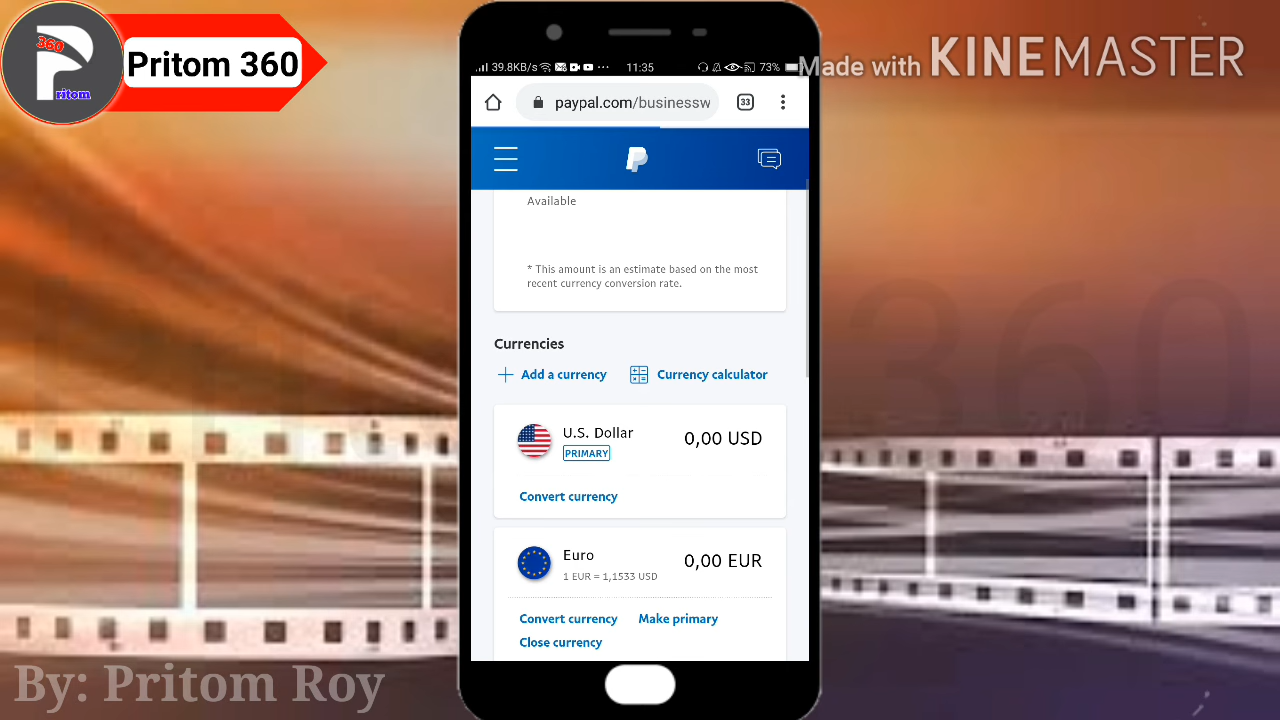 360
Pritom
Pritom 360
Made with KINEMASTER
39.8KB/s ... 11:35 73%
paypal.com/businessw 33
Available
* This amount is an estimate based on the most
recent currency conversion rate.
Currencies
Add a currency Currency calculator
U.S. Dollar 0,00 USD
PRIMARY
Convert currency
Euro 0,00 EUR
1 EUR = 1,1533 USD
Convert currency Make primary
Close currency
360
By: Pritom Roy